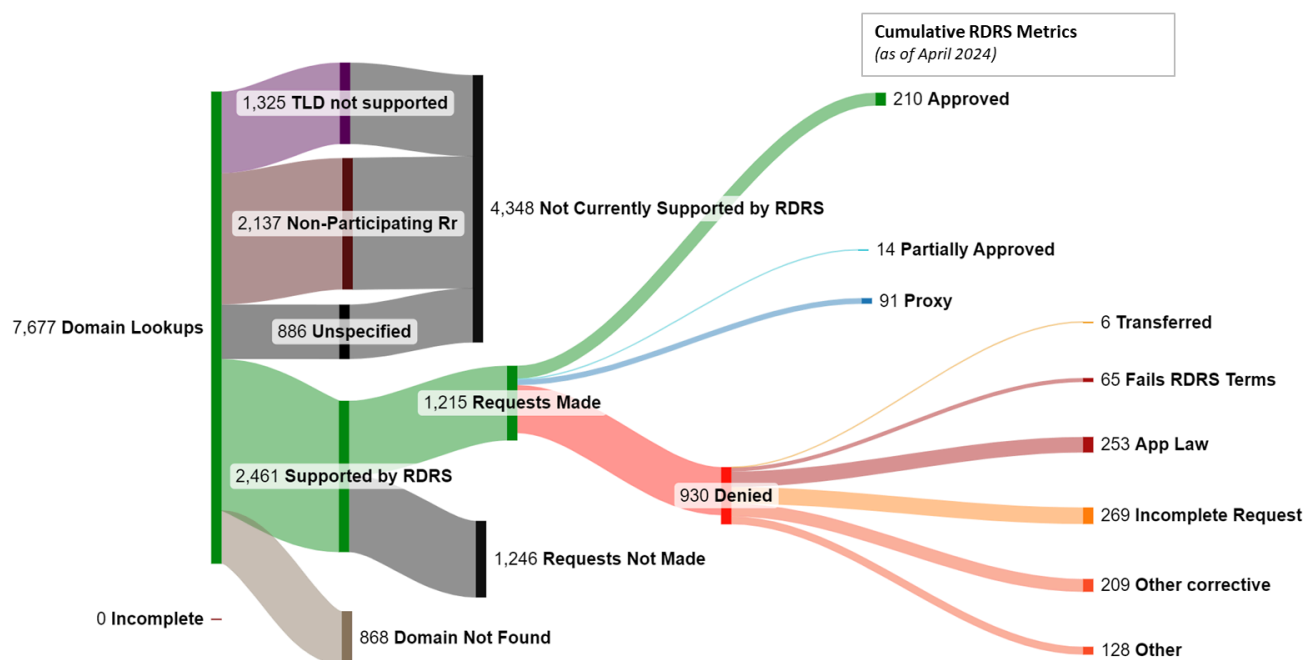 Cumulative RDRS Metrics
(as of April 2024)
1,325 TLD not supported
210 Approved
4,348 Not Currently Supported by RDRS
2,137 Non-Participating Rr
14 Partially Approved
91 Proxy
7,677 Domain Lookups
886 Unspecified
6 Transferred
65 Fails RDRS Terms
1,215 Requests Made
253 App Law
2,461 Supported by RDRS
930 Denied
269 Incomplete Request
1,246 Requests Not Made
209 Other corrective
0 Incomplete
868 Domain Not Found
128 Other